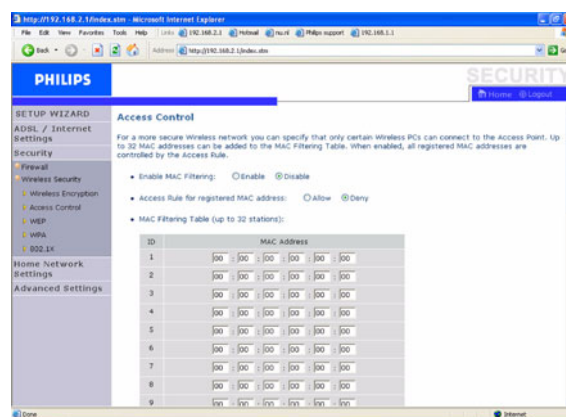 http://192.168.2.1/index.stm - Microsoft Internet Explorer
File Edit View Favorites Tools Help Links 192.168.2.1 Hotmail nu.nl Philips support 192.168.1.1
Back Address http://192.168.2.1/index.stm
PHILIPS
SECURITY
Home Logout
SETUP WIZARD
ADSL / Internet Settings
Security
Firewall
Wireless Security
Wireless Encryption
Access Control
WEP
WPA
802.1X
Home Network Settings
Advanced Settings
Access Control
For a more secure Wireless network you can specify that only certain Wireless PCs can connect to the Access Point. Up
to 32 MAC addresses can be added to the MAC Filtering Table. When enabled, all registered MAC addresses are
controlled by the Access Rule.
• Enable MAC Filtering: Enable Disable
• Access Rule for registered MAC address: Allow Deny
• MAC Filtering Table (up to 32 stations):
ID MAC Address
1 00 : 00 : 00 : 00 : 00 : 00
2 00 : 00 : 00 : 00 : 00 : 00
3 00 : 00 : 00 : 00 : 00 : 00
4 00 : 00 : 00 : 00 : 00 : 00
5 00 : 00 : 00 : 00 : 00 : 00
6 00 : 00 : 00 : 00 : 00 : 00
7 00 : 00 : 00 : 00 : 00 : 00
8 00 : 00 : 00 : 00 : 00 : 00
9 00 : 00 : 00 : 00 : 00 : 00
Done Internet